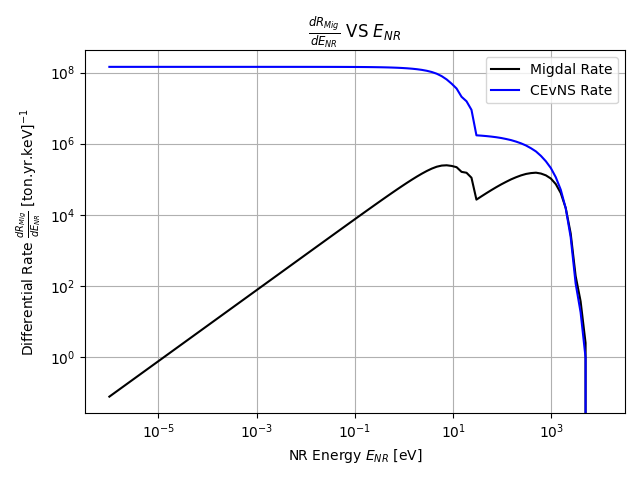 dR_Mig/dE_NR VS E_NR
Migdal Rate
CEvNS Rate
Differential Rate dR_Mig/dE_NR [ton.yr.keV]^−1
10^8
10^6
10^4
10^2
10^0
10^−5 10^−3 10^−1 10^1 10^3
NR Energy E_NR [eV]